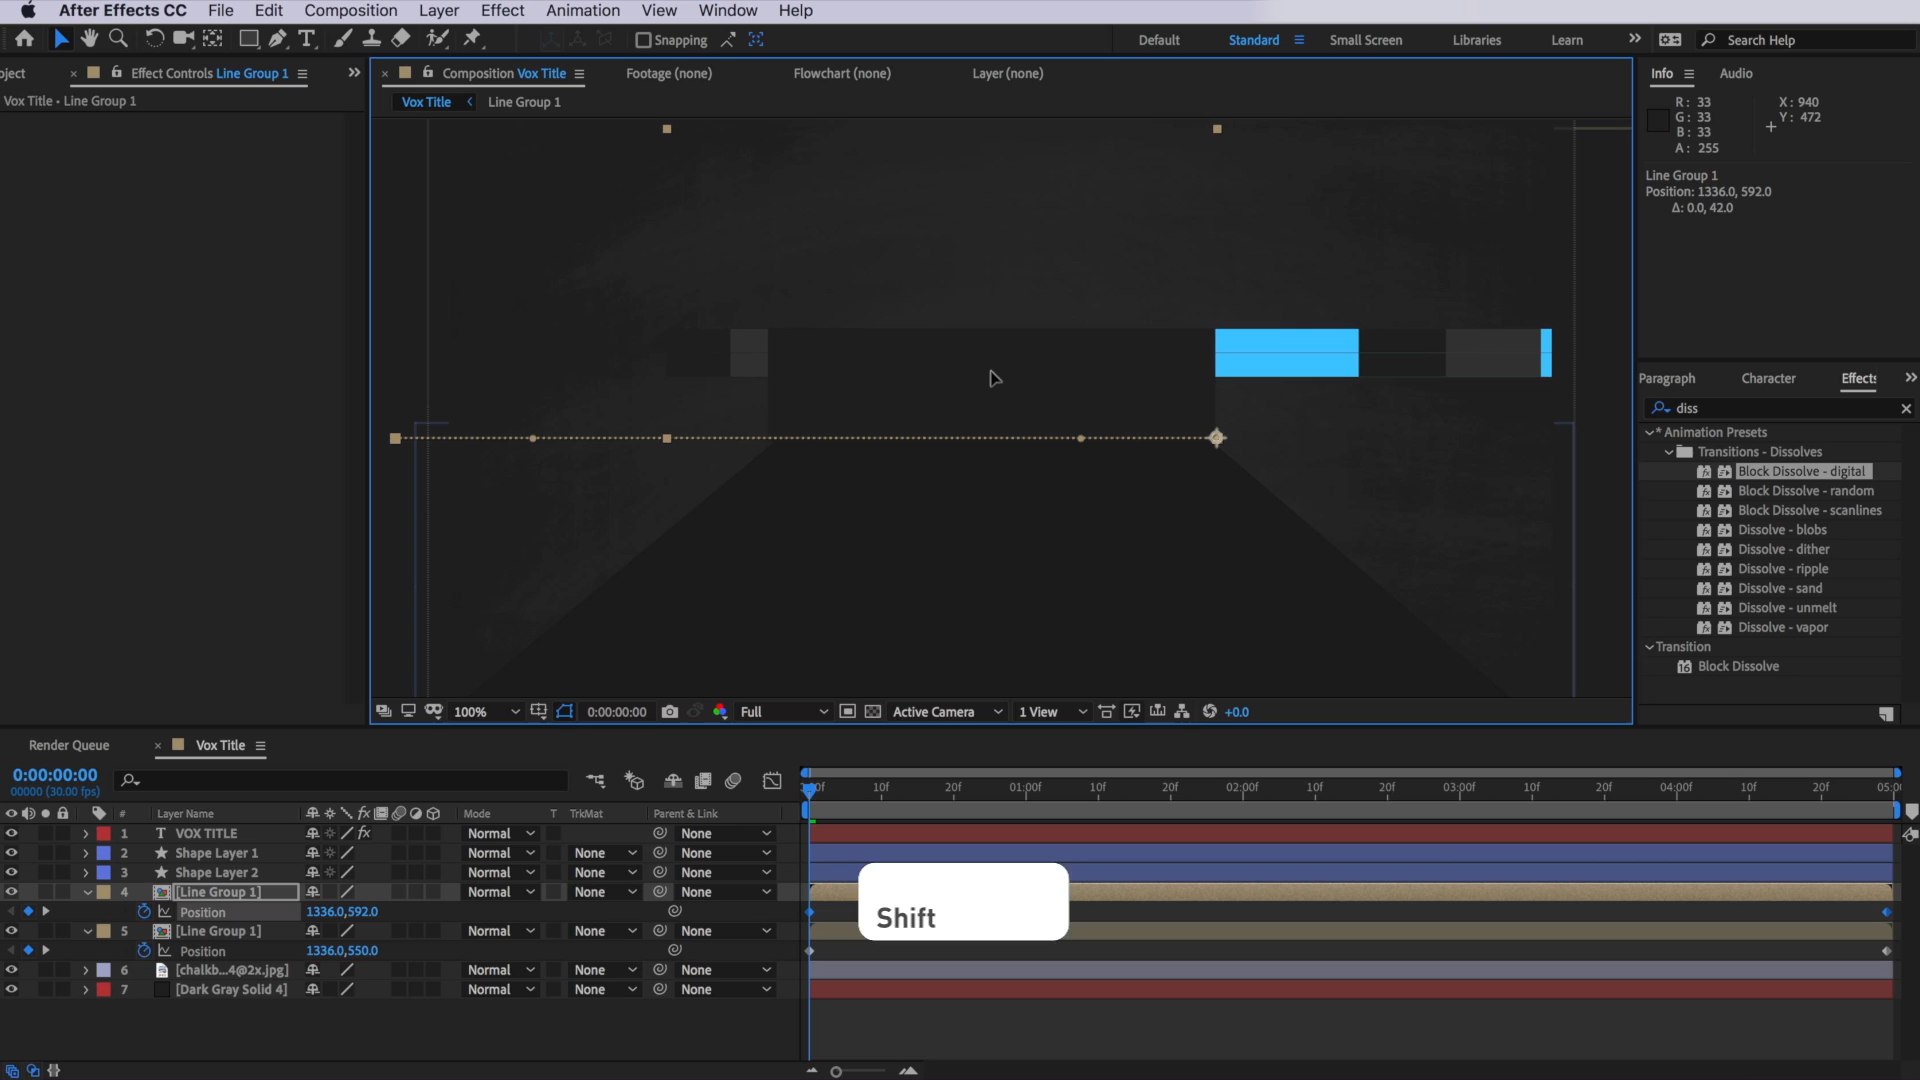 After Effects CC File Edit Composition Layer Effect Animation View Window Help
Snapping Default Standard Small Screen Libraries Learn Search Help
oject Effect Controls Line Group 1 Composition Vox Title Footage (none) Flowchart (none) Layer (none) Info Audio
Vox Title • Line Group 1
Vox Title Line Group 1
R: 33 X: 940
G: 33 Y: 472
B: 33
A: 255
Line Group 1
Position: 1336.0, 592.0
Δ: 0.0, 42.0
Paragraph Character Effects
diss
* Animation Presets
Transitions - Dissolves
Block Dissolve - digital
Block Dissolve - random
Block Dissolve - scanlines
Dissolve - blobs
Dissolve - dither
Dissolve - ripple
Dissolve - sand
Dissolve - unmelt
Dissolve - vapor
Transition
16 Block Dissolve
100% 0:00:00:00 Full Active Camera 1 View +0.0
Render Queue Vox Title
0:00:00:00
00000 (30.00 fps)
:00f 10f 20f 01:00f 10f 20f 02:00f 10f 20f 03:00f 10f 20f 04:00f 10f 20f 05:00
# Layer Name fx Mode T TrkMat Parent & Link
1 T VOX TITLE fx Normal None
2 Shape Layer 1 Normal None None
3 Shape Layer 2 Normal None None
4 [Line Group 1] Normal None None
Position 1336.0,592.0
5 [Line Group 1] Normal None None
Position 1336.0,550.0
6 [chalkb...4@2x.jpg] Normal None None
7 [Dark Gray Solid 4] Normal None None
Shift